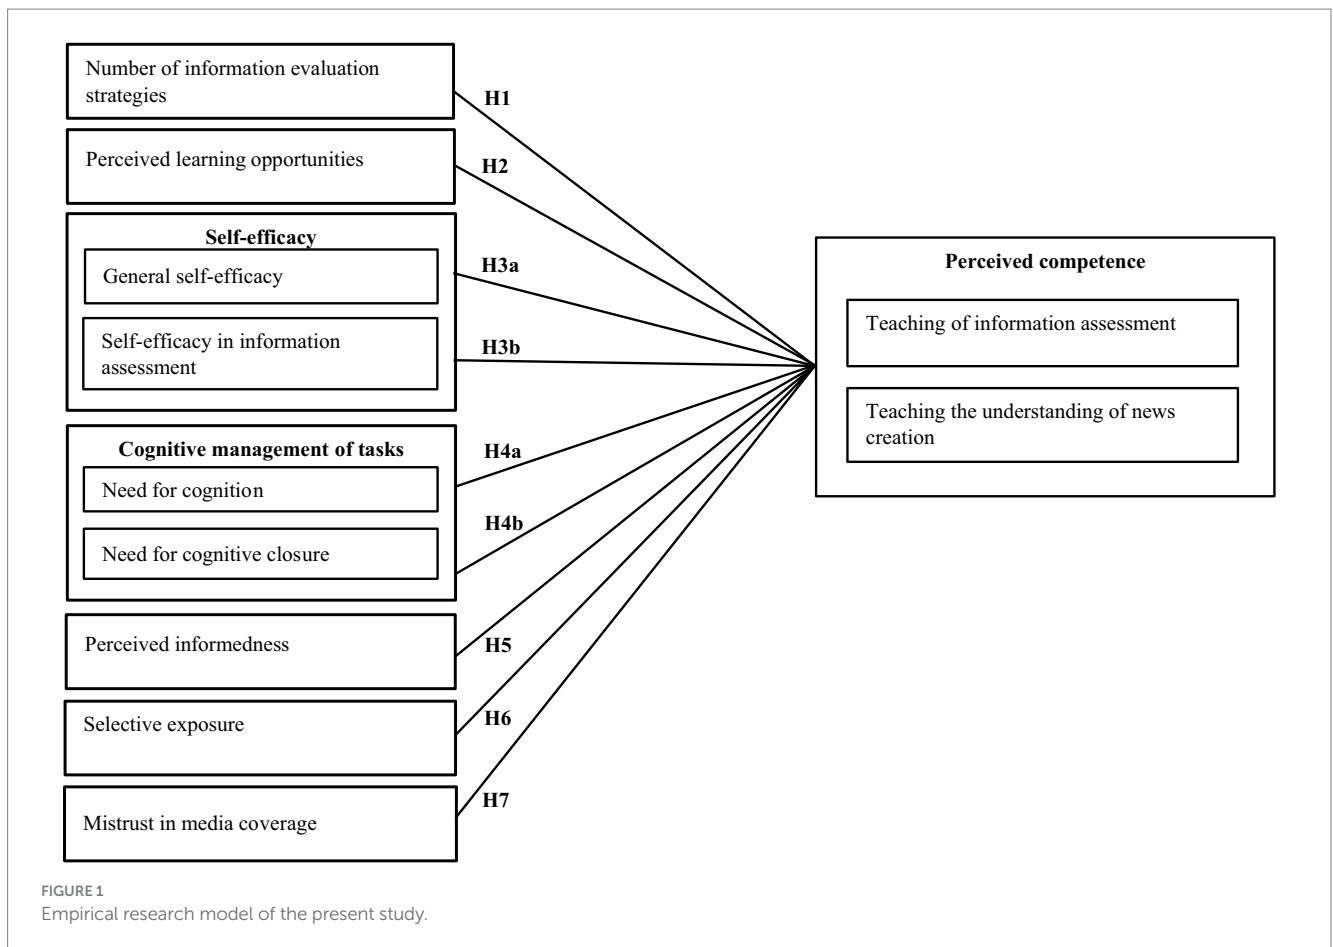 Number of information evaluation
strategies
H1
Perceived learning opportunities
H2
Self-efficacy
General self-efficacy
H3a
Self-efficacy in information
assessment
H3b
Cognitive management of tasks
Need for cognition
H4a
Need for cognitive closure
H4b
Perceived informedness
H5
Selective exposure
H6
Mistrust in media coverage
H7
Perceived competence
Teaching of information assessment
Teaching the understanding of news
creation
FIGURE 1
Empirical research model of the present study.